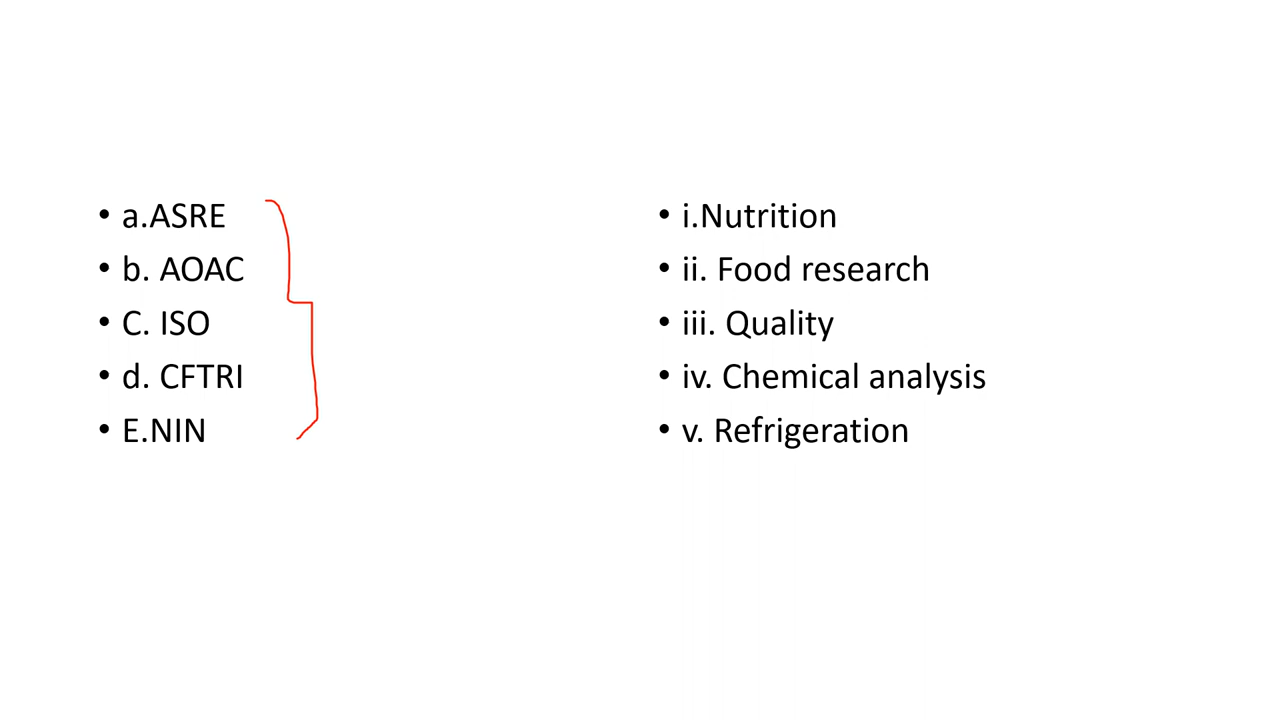 • a.ASRE
• b. AOAC
• C. ISO
• d. CFTRI
• E.NIN
• i.Nutrition
• ii. Food research
• iii. Quality
• iv. Chemical analysis
• v. Refrigeration